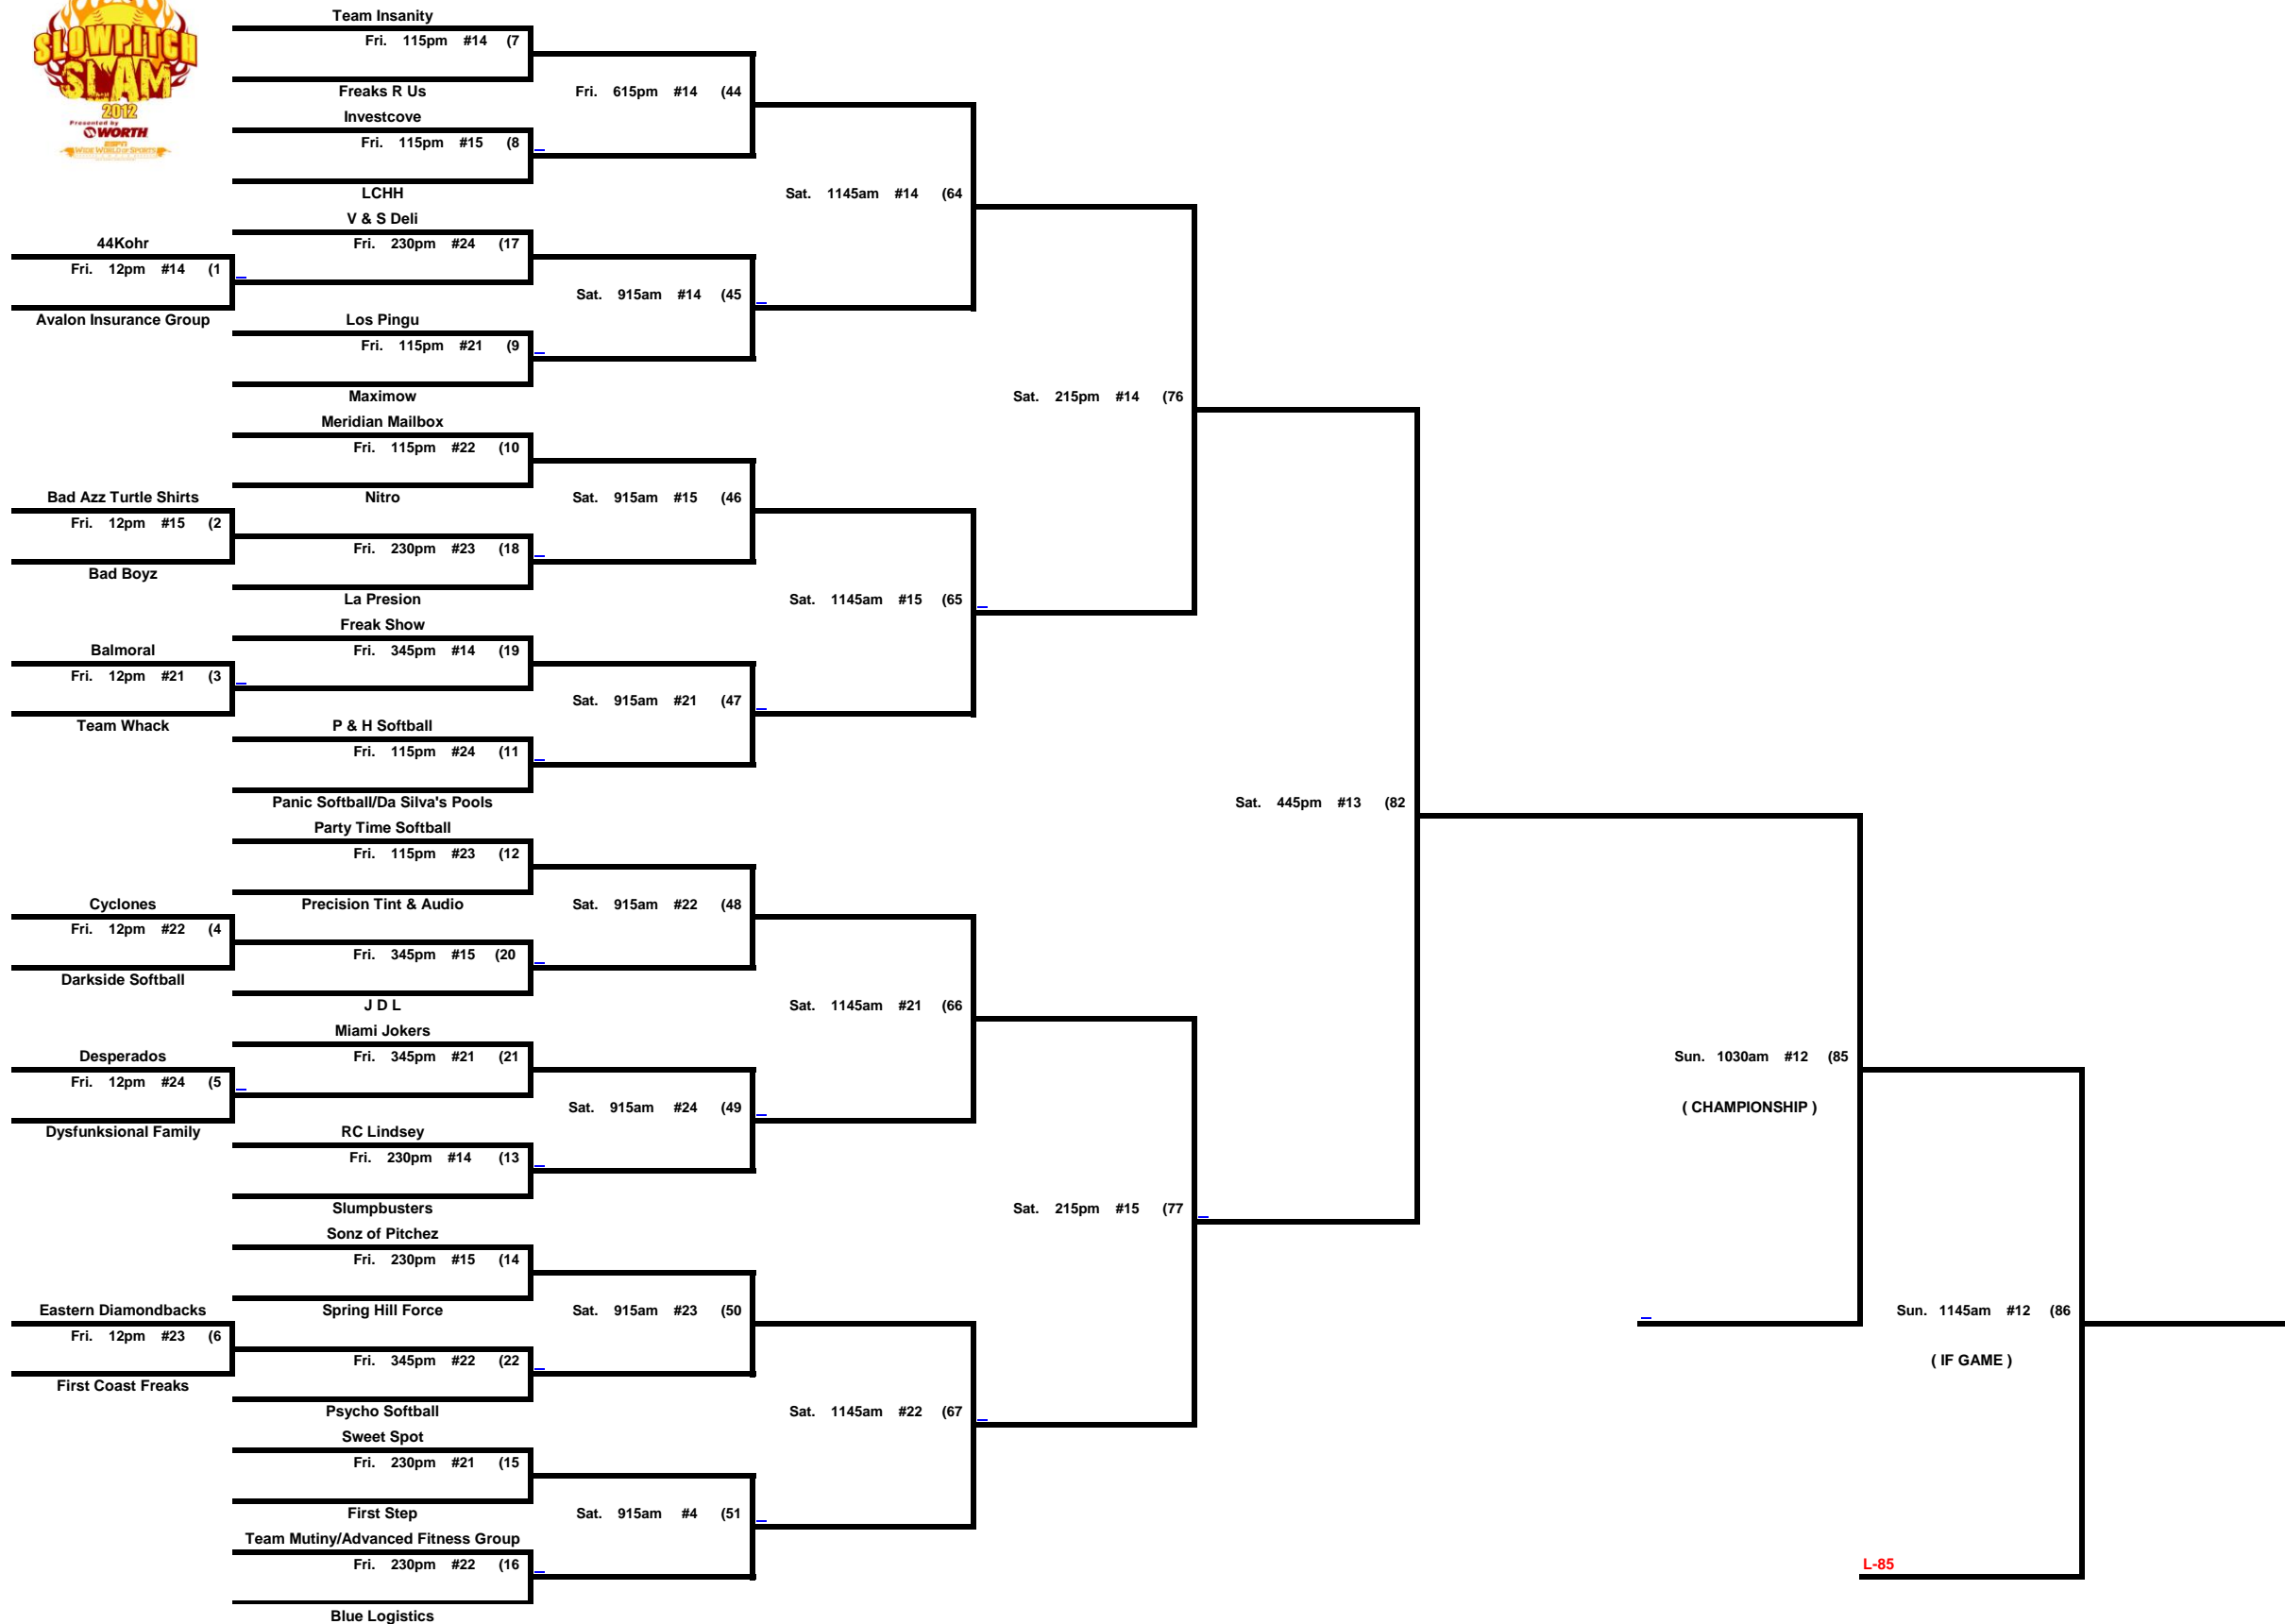 SLOWPITCH
SLAM
2012
Presented by
WORTH
ESPN
WIDE WORLD OF SPORTS
Team Insanity
Fri. 115pm #14 (7
Freaks R Us
Fri. 615pm #14 (44
Investcove
Fri. 115pm #15 (8
LCHH
Sat. 1145am #14 (64
V & S Deli
44Kohr
Fri. 230pm #24 (17
Fri. 12pm #14 (1
Sat. 915am #14 (45
Avalon Insurance Group
Los Pingu
Fri. 115pm #21 (9
Maximow
Sat. 215pm #14 (76
Meridian Mailbox
Fri. 115pm #22 (10
Bad Azz Turtle Shirts
Nitro
Sat. 915am #15 (46
Fri. 12pm #15 (2
Fri. 230pm #23 (18
Bad Boyz
La Presion
Sat. 1145am #15 (65
Freak Show
Balmoral
Fri. 345pm #14 (19
Fri. 12pm #21 (3
Sat. 915am #21 (47
Team Whack
P & H Softball
Fri. 115pm #24 (11
Panic Softball/Da Silva's Pools
Sat. 445pm #13 (82
Party Time Softball
Fri. 115pm #23 (12
Cyclones
Precision Tint & Audio
Sat. 915am #22 (48
Fri. 12pm #22 (4
Fri. 345pm #15 (20
Darkside Softball
J D L
Sat. 1145am #21 (66
Miami Jokers
Desperados
Fri. 345pm #21 (21
Sun. 1030am #12 (85
Fri. 12pm #24 (5
Sat. 915am #24 (49
( CHAMPIONSHIP )
Dysfunksional Family
RC Lindsey
Fri. 230pm #14 (13
Slumpbusters
Sat. 215pm #15 (77
Sonz of Pitchez
Fri. 230pm #15 (14
Eastern Diamondbacks
Spring Hill Force
Sat. 915am #23 (50
Sun. 1145am #12 (86
Fri. 12pm #23 (6
Fri. 345pm #22 (22
( IF GAME )
First Coast Freaks
Psycho Softball
Sat. 1145am #22 (67
Sweet Spot
Fri. 230pm #21 (15
First Step
Sat. 915am #4 (51
Team Mutiny/Advanced Fitness Group
Fri. 230pm #22 (16
L-85
Blue Logistics